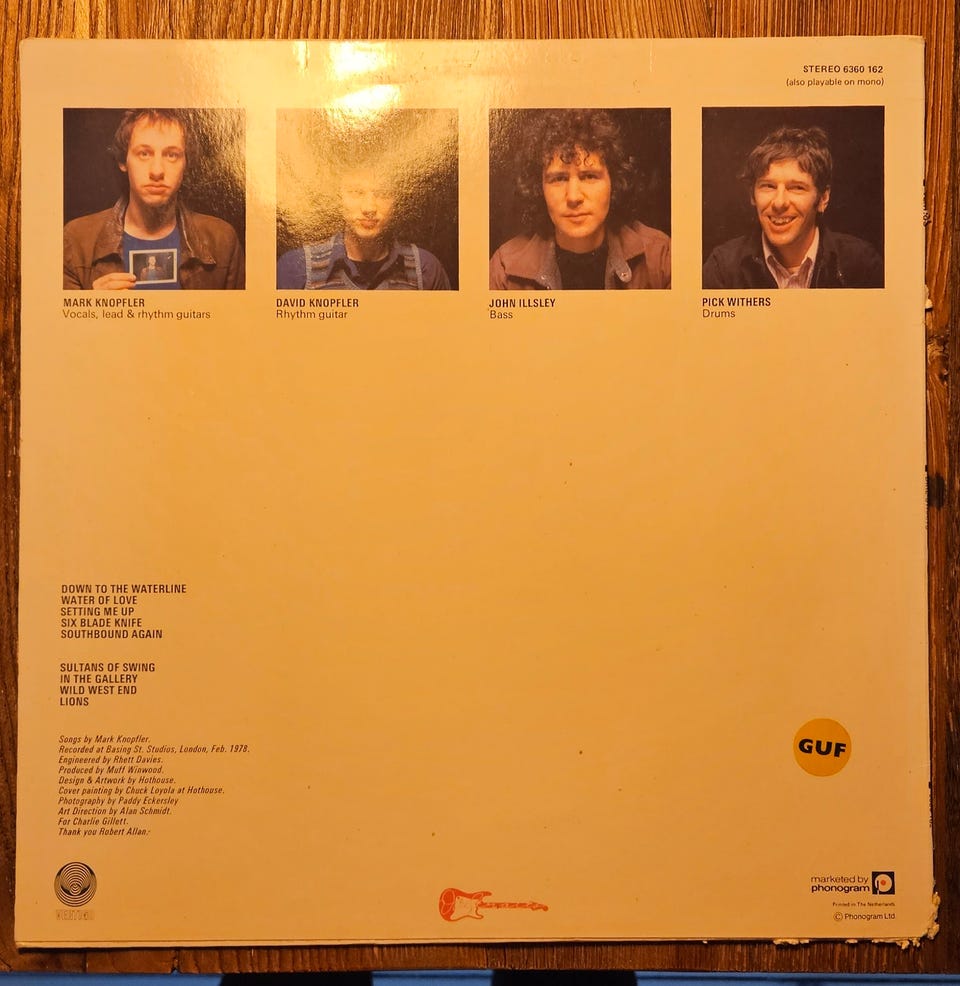 STEREO 6360 162
(also playable on mono)
MARK KNOPFLER
Vocals, lead & rhythm guitars
DAVID KNOPFLER
Rhythm guitar
JOHN ILLSLEY
Bass
PICK WITHERS
Drums
DOWN TO THE WATERLINE
WATER OF LOVE
SETTING ME UP
SIX BLADE KNIFE
SOUTHBOUND AGAIN
SULTANS OF SWING
IN THE GALLERY
WILD WEST END
LIONS
Songs by Mark Knopfler.
Recorded at Basing St. Studios, London, Feb. 1978.
Engineered by Rhett Davies.
Produced by Muff Winwood.
Design & Artwork by Hothouse.
Cover painting by Chuck Loyola at Hothouse.
Photography by Paddy Eckersley
Art Direction by Alan Schmidt.
For Charlie Gillett.
Thank you Robert Allan.
GUF
VERTIGO
marketed by
phonogram
Printed in The Netherlands
© Phonogram Ltd.